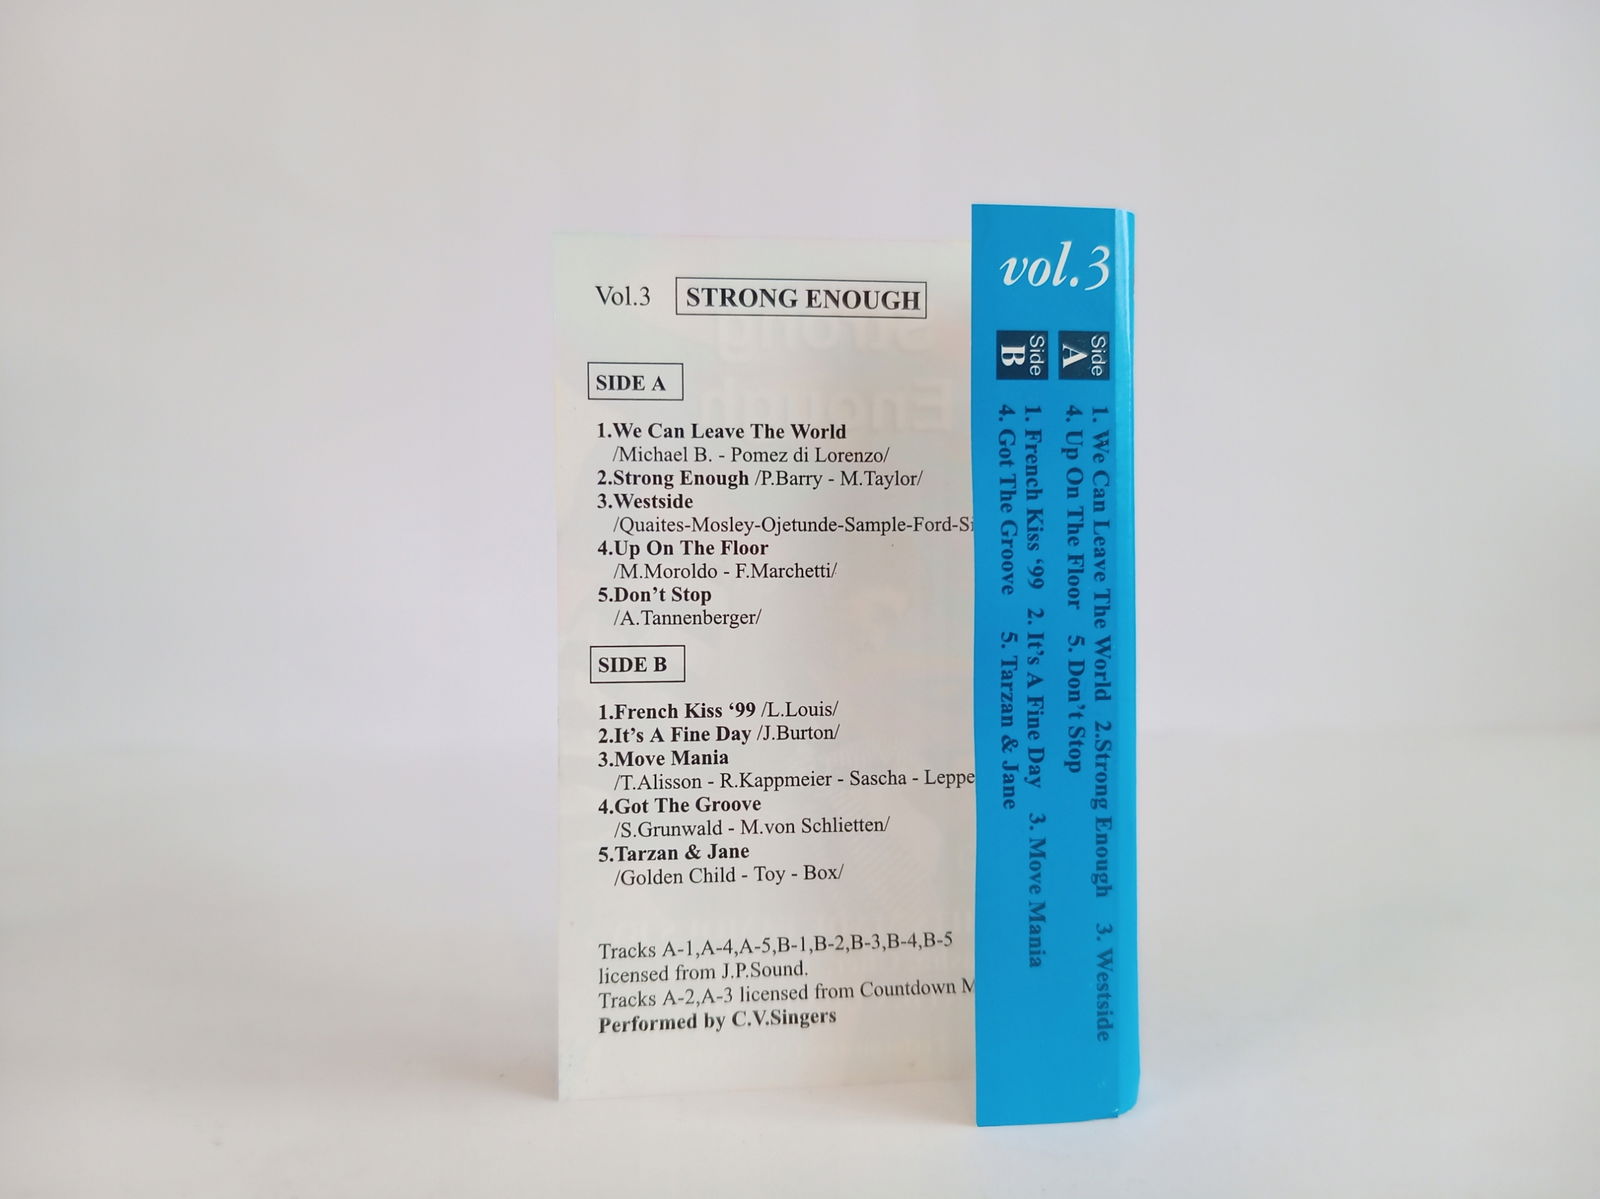 Vol.3 STRONG ENOUGH
SIDE A
1.We Can Leave The World
/Michael B. - Pomez di Lorenzo/
2.Strong Enough /P.Barry - M.Taylor/
3.Westside
/Quaites-Mosley-Ojetunde-Sample-Ford-Si
4.Up On The Floor
/M.Moroldo - F.Marchetti/
5.Don't Stop
/A.Tannenberger/
SIDE B
1.French Kiss '99 /L.Louis/
2.It's A Fine Day /J.Burton/
3.Move Mania
/T.Alisson - R.Kappmeier - Sascha - Leppe
4.Got The Groove
/S.Grunwald - M.von Schlietten/
5.Tarzan & Jane
/Golden Child - Toy - Box/
Tracks A-1,A-4,A-5,B-1,B-2,B-3,B-4,B-5
licensed from J.P.Sound.
Tracks A-2,A-3 licensed from Countdown M
Performed by C.V.Singers
vol.3
Side A
1. We Can Leave The World 2.Strong Enough 3. Westside
4. Up On The Floor 5. Don't Stop
Side B
1. French Kiss '99 2. It's A Fine Day 3. Move Mania
4. Got The Groove 5. Tarzan & Jane